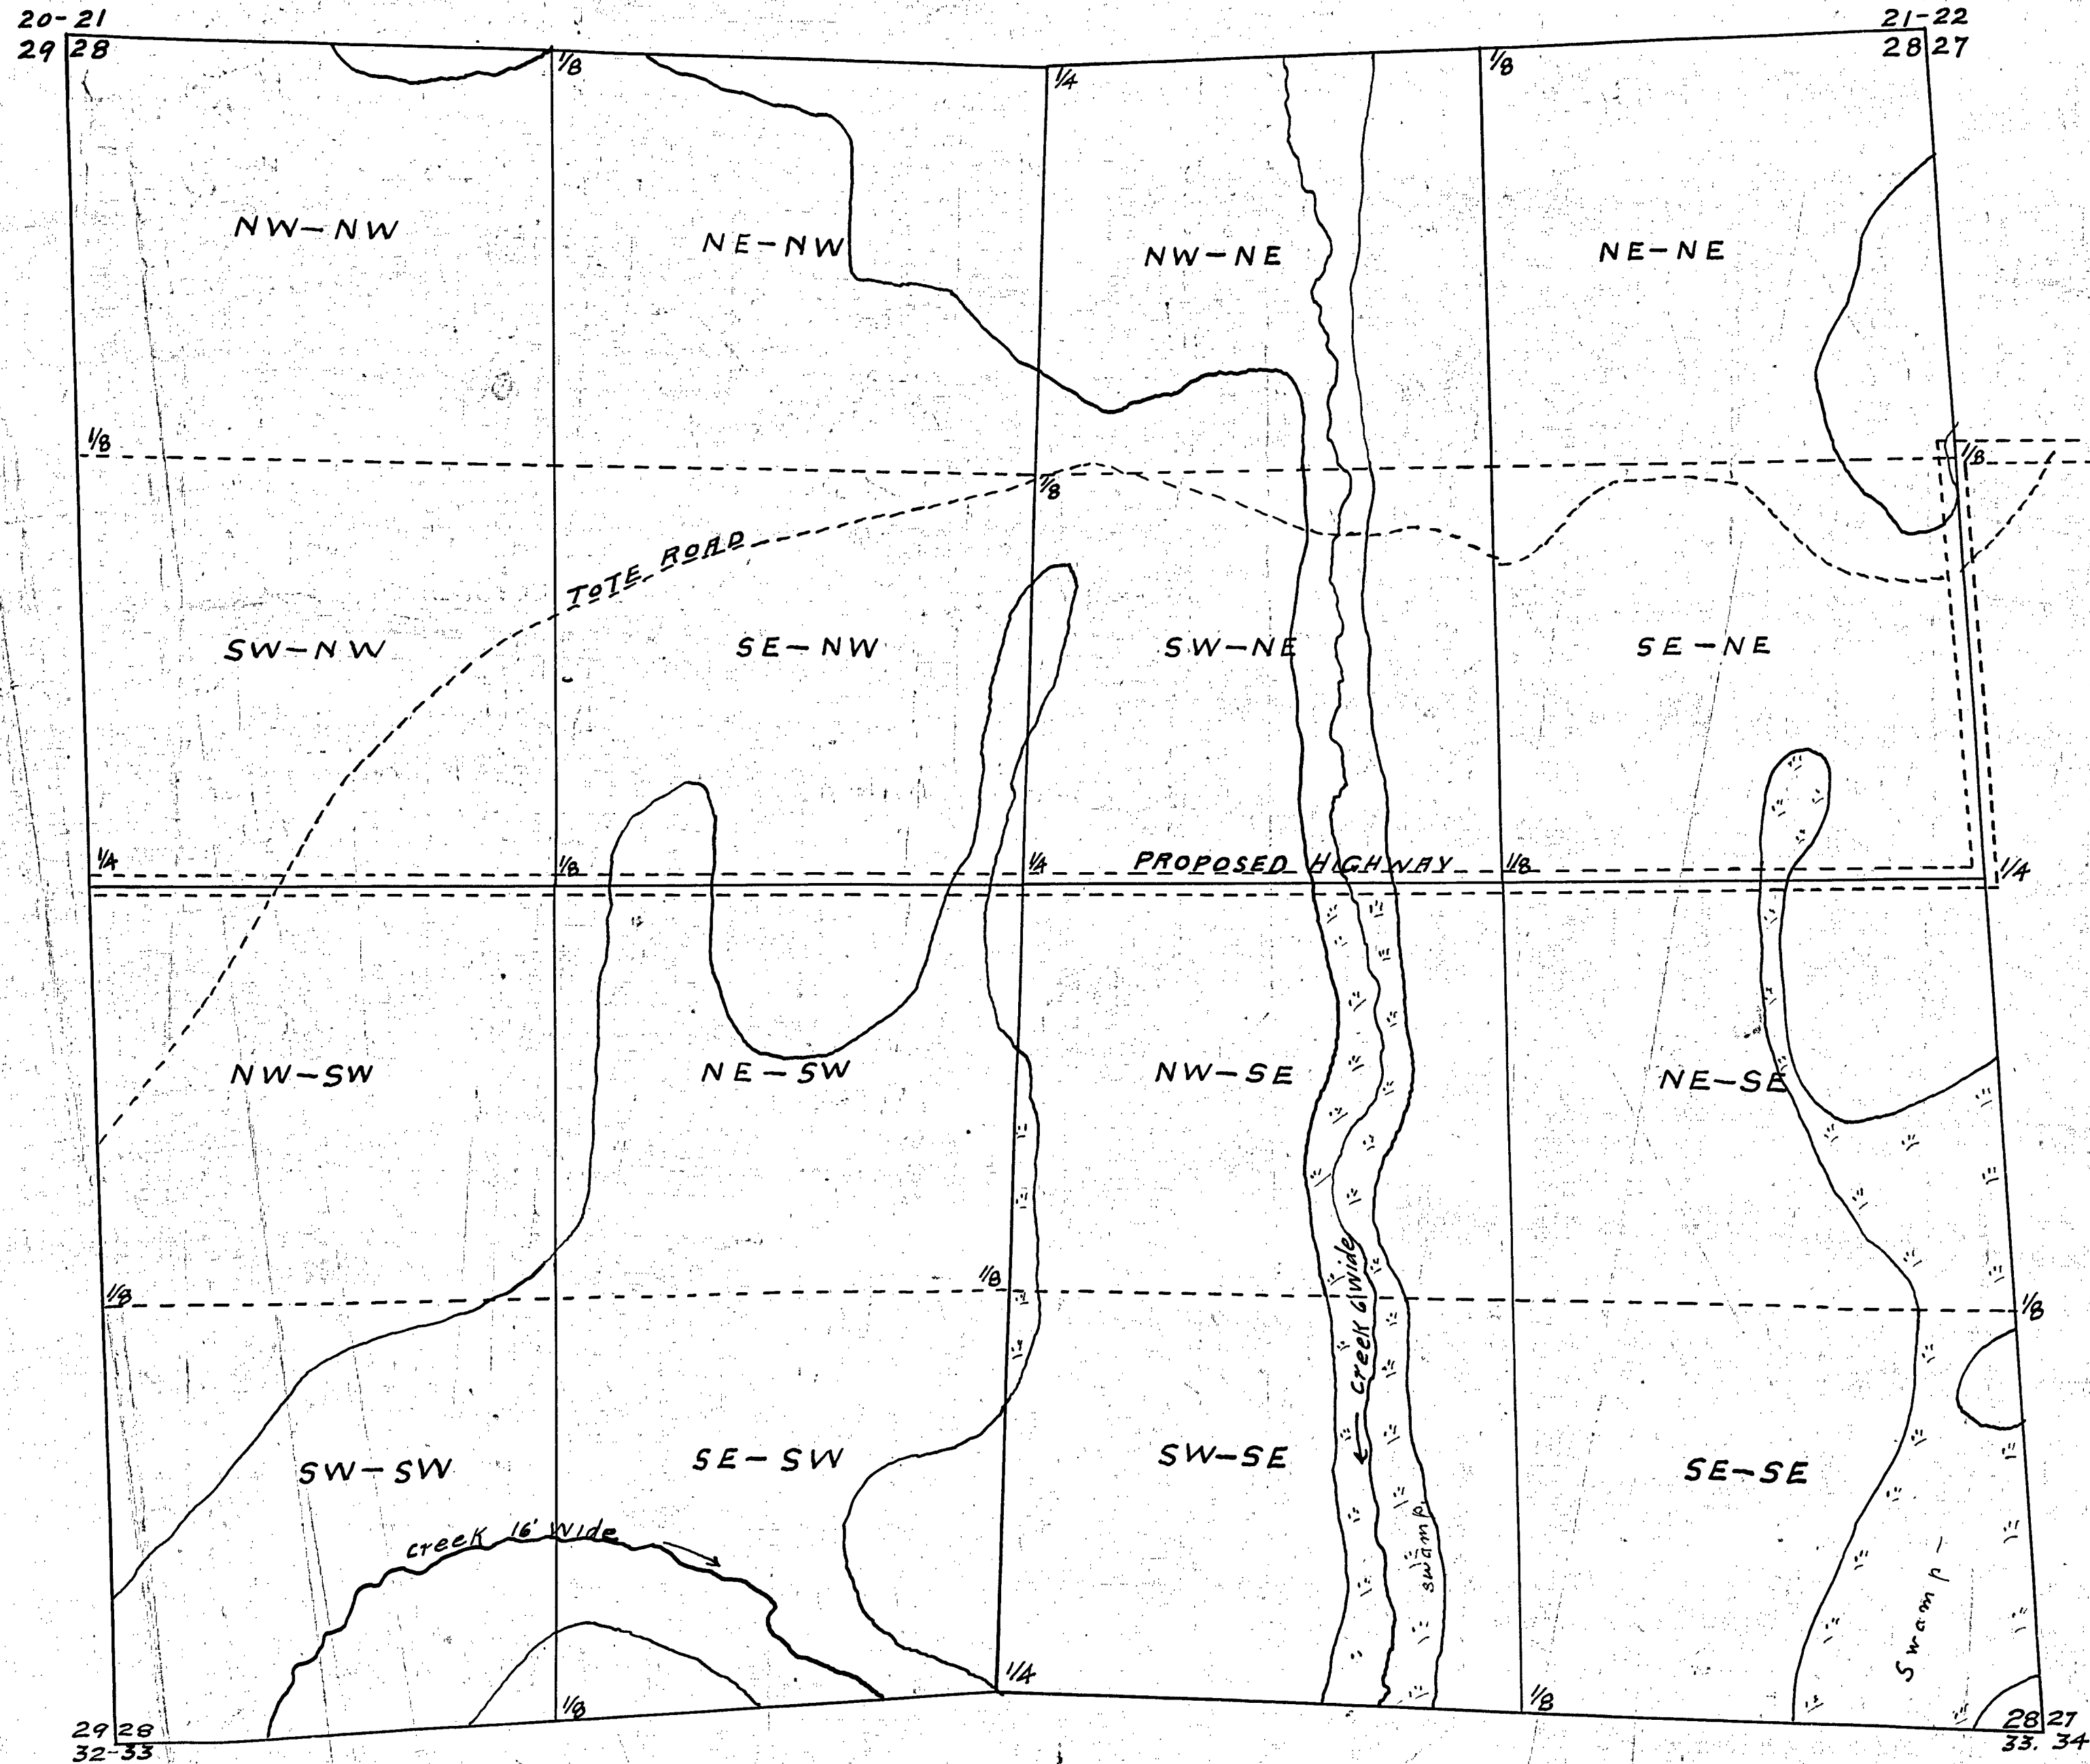 20-21
29 28
21-22
28 27
1/8
1/4
1/8
NW-NW
NE-NW
NW-NE
NE-NE
1/8
1/8
1/8
TOTE ROAD
SW-NW
SE-NW
SW-NE
SE-NE
1/4
1/8
1/4
PROPOSED HIGHWAY
1/8
1/4
NW-SW
NE-SW
NW-SE
NE-SE
1/8
1/8
1/8
Creek 6' Wide
SW-SW
SE-SW
SW-SE
SE-SE
creek 16' Wide
swamp
Swamp -
1/8
1/4
1/8
29 28
32-33
28 27
33. 34